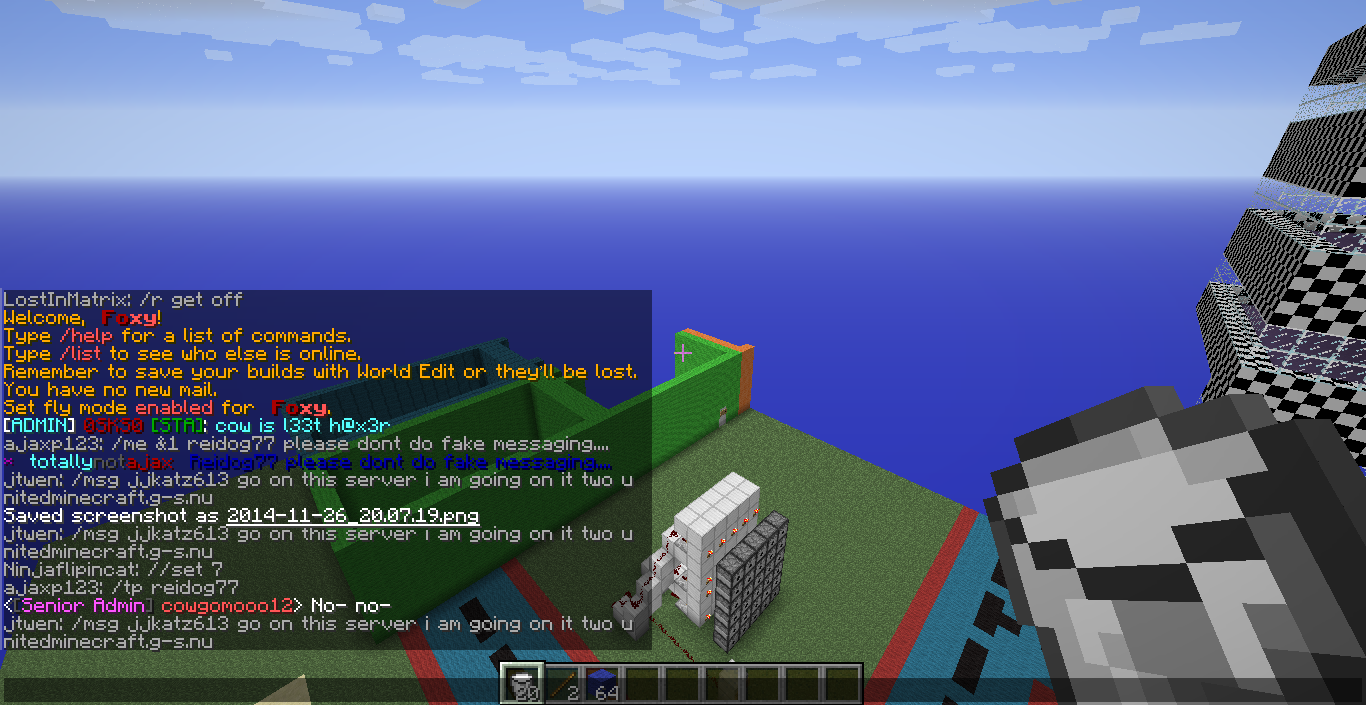 LostInMatrix: /r get off
Welcome, Foxy!
Type /help for a list of commands.
Type /list to see who else is online.
Remember to save your builds with World Edit or they'll be lost.
You have no new mail.
Set fly mode enabled for Foxy.
[ADMIN] 0SKS0 [STA]: cow is l33t h@x3r
ajaxp123: /me &1 reidog77 please dont do fake messaging....
* totallynotajax Reidog77 please dont do fake messaging....
jtwen: /msg jjkatz613 go on this server i am going on it two u
nitedminecraft.g-s.nu
Saved screenshot as 2014-11-26_20.07.19.png
jtwen: /msg jjkatz613 go on this server i am going on it two u
nitedminecraft.g-s.nu
Ninjaflipincat: //set 7
ajaxp123: /tp reidog77
<[Senior Admin] cowgomooo12> No- no-
jtwen: /msg jjkatz613 go on this server i am going on it two u
nitedminecraft.g-s.nu
20 2 64